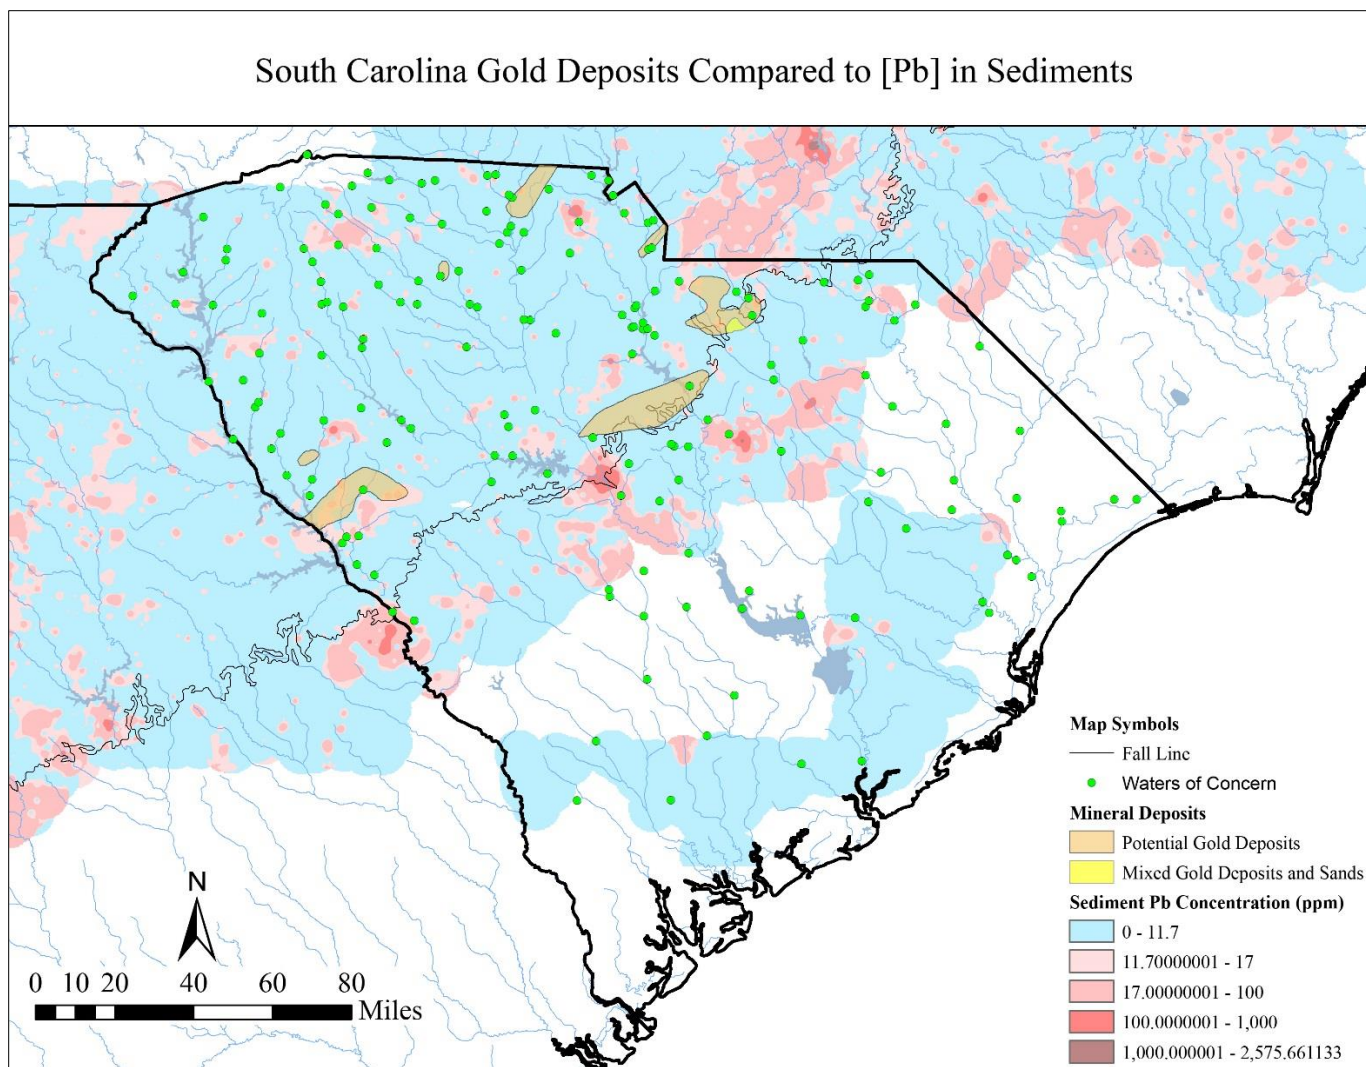 South Carolina Gold Deposits Compared to [Pb] in Sediments
Map Symbols
Fall Line
Waters of Concern
Mineral Deposits
Potential Gold Deposits
Mixed Gold Deposits and Sands
Sediment Pb Concentration (ppm)
0 - 11.7
11.70000001 - 17
17.00000001 - 100
100.0000001 - 1,000
1,000.000001 - 2,575.661133
N
0 10 20 40 60 80
Miles